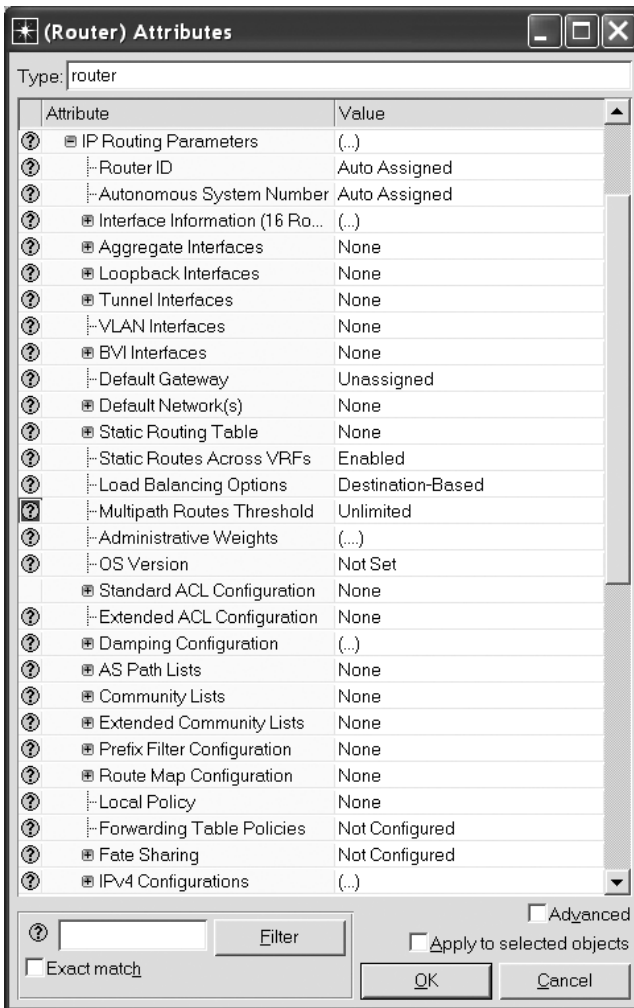 (Router) Attributes
Type: router
Attribute Value
IP Routing Parameters (...)
Router ID Auto Assigned
Autonomous System Number Auto Assigned
Interface Information (16 Ro... (...)
Aggregate Interfaces None
Loopback Interfaces None
Tunnel Interfaces None
VLAN Interfaces None
BVI Interfaces None
Default Gateway Unassigned
Default Network(s) None
Static Routing Table None
Static Routes Across VRFs Enabled
Load Balancing Options Destination-Based
Multipath Routes Threshold Unlimited
Administrative Weights (....)
OS Version Not Set
Standard ACL Configuration None
Extended ACL Configuration None
Damping Configuration (...)
AS Path Lists None
Community Lists None
Extended Community Lists None
Prefix Filter Configuration None
Route Map Configuration None
Local Policy None
Forwarding Table Policies Not Configured
Fate Sharing Not Configured
IPv4 Configurations (...)
Advanced
Filter
Apply to selected objects
Exact match
OK
Cancel